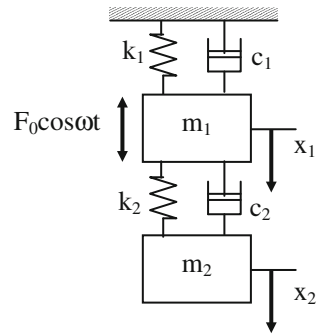 k₁
c₁
F₀cosωt
m₁
x₁
k₂
c₂
m₂
x₂